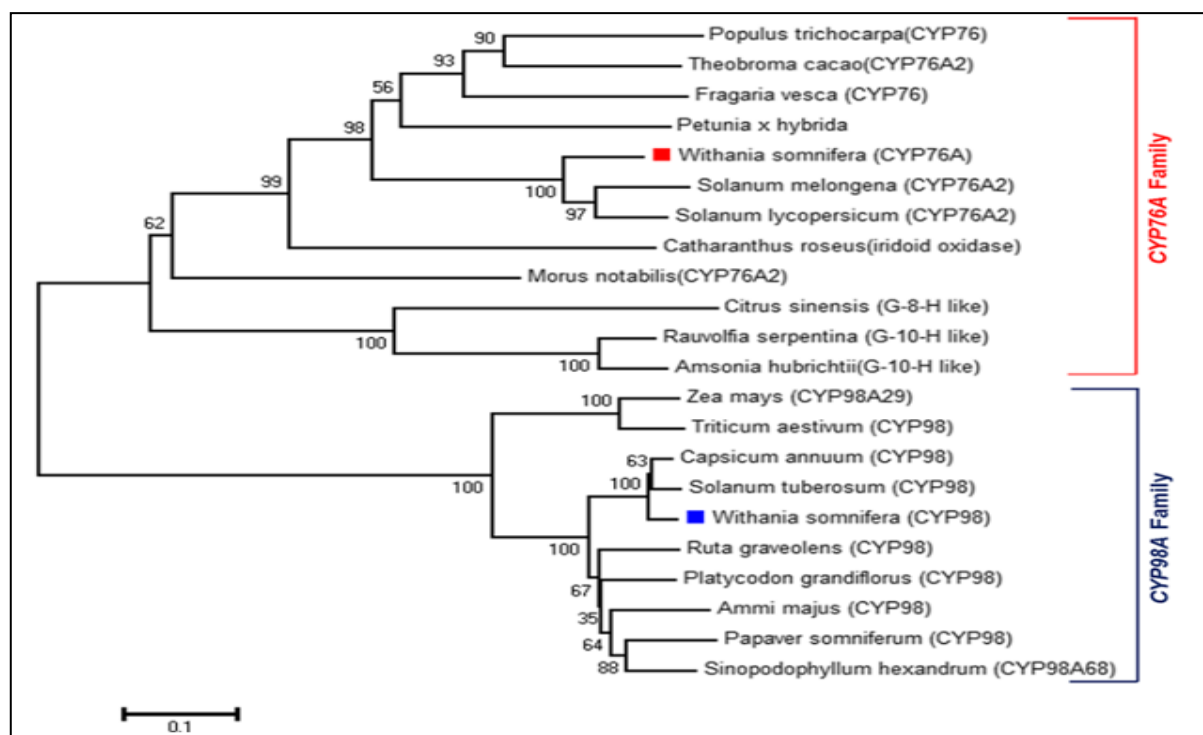 90
Populus trichocarpa(CYP76)
93
Theobroma cacao(CYP76A2)
56
Fragaria vesca (CYP76)
98
Petunia x hybrida
Withania somnifera (CYP76A)
99
100
Solanum melongena (CYP76A2)
97
Solanum lycopersicum (CYP76A2)
62
Catharanthus roseus(iridoid oxidase)
Morus notabilis(CYP76A2)
Citrus sinensis (G-8-H like)
100
Rauvolfia serpentina (G-10-H like)
100
Amsonia hubrichtii(G-10-H like)
CYP76A Family
100
Zea mays (CYP98A29)
Triticum aestivum (CYP98)
63
Capsicum annuum (CYP98)
100
100
Solanum tuberosum (CYP98)
Withania somnifera (CYP98)
100
Ruta graveolens (CYP98)
67
Platycodon grandiflorus (CYP98)
35
Ammi majus (CYP98)
64
Papaver somniferum (CYP98)
88
Sinopodophyllum hexandrum (CYP98A68)
CYP98A Family
0.1